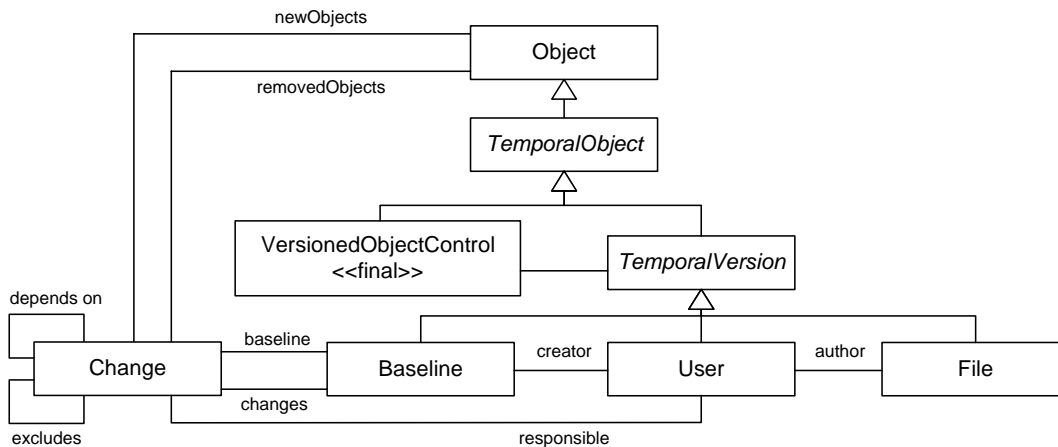 newObjects
Object
removedObjects
TemporalObject
VersionedObjectControl
<<final>>
TemporalVersion
depends on
baseline
creator
author
Change
Baseline
User
File
changes
excludes
responsible